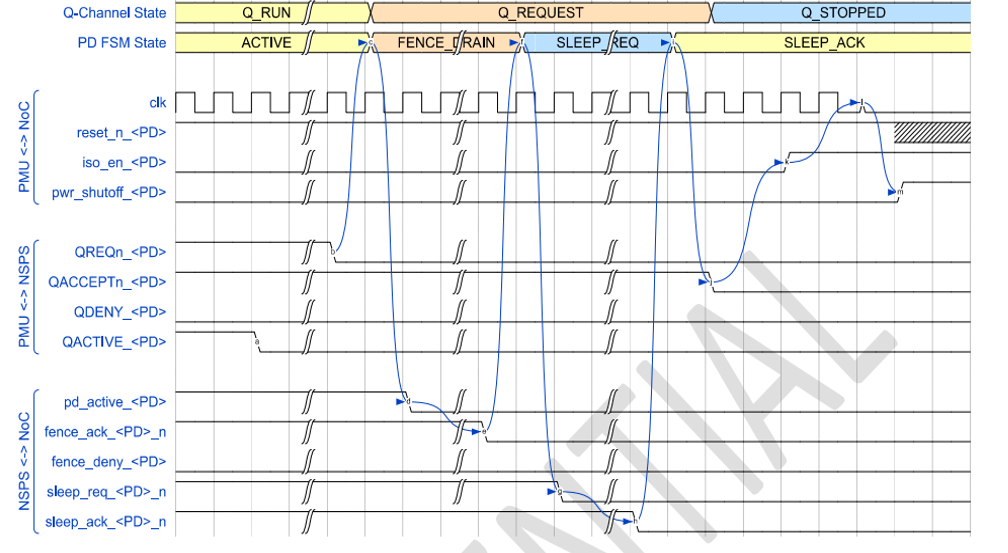 Q-Channel State Q_RUN Q_REQUEST Q_STOPPED
PD FSM State ACTIVE FENCE_DRAIN SLEEP_REQ SLEEP_ACK
PMU <-> NoC
clk
reset_n_<PD>
iso_en_<PD>
pwr_shutoff_<PD>
PMU <-> NSPS
QREQn_<PD>
QACCEPTn_<PD>
QDENY_<PD>
QACTIVE_<PD>
NSPS <-> NoC
pd_active_<PD>
fence_ack_<PD>_n
fence_deny_<PD>
sleep_req_<PD>_n
sleep_ack_<PD>_n
a
b
c
d
e
g
h
j
k
l
m
ENTIAL